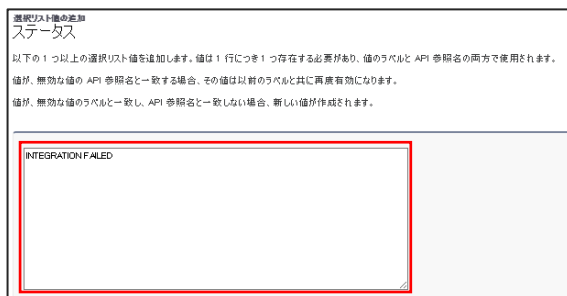 選択リスト値の追加
ステータス
以下の 1 つ以上の選択リスト値を追加します。値は 1 行につき 1 つ存在する必要があり、値のラベルと API 参照名の両方で使用されます。
値が、無効な値の API 参照名と一致する場合、その値は以前のラベルと共に再度有効になります。
値が、無効な値のラベルと一致し、API 参照名と一致しない場合、新しい値が作成されます。
INTEGRATION FAILED